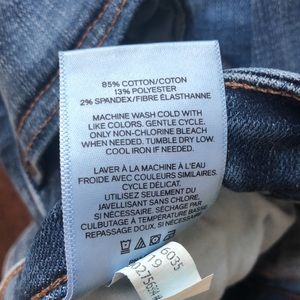 85% COTTON/COTON
13% POLYESTER
2% SPANDEX/FIBRE ÉLASTHANNE
MACHINE WASH COLD WITH
LIKE COLORS. GENTLE CYCLE.
ONLY NON-CHLORINE BLEACH
WHEN NEEDED. TUMBLE DRY LOW.
COOL IRON IF NEEDED.
LAVER À LA MACHINE À L'EAU
FROIDE AVEC COULEURS SIMILAIRES.
CYCLE DÉLICAT.
UTILISEZ SEULEMENT DU
JAVELLISANT SANS CHLORE
SI NÉCESSAIRE. SÉCHAGE PAR
CULBUTAGE À TEMPÉRATURE BASSE
REPASSAGE DOUX, SI NÉCESSAIRE.
6035
19